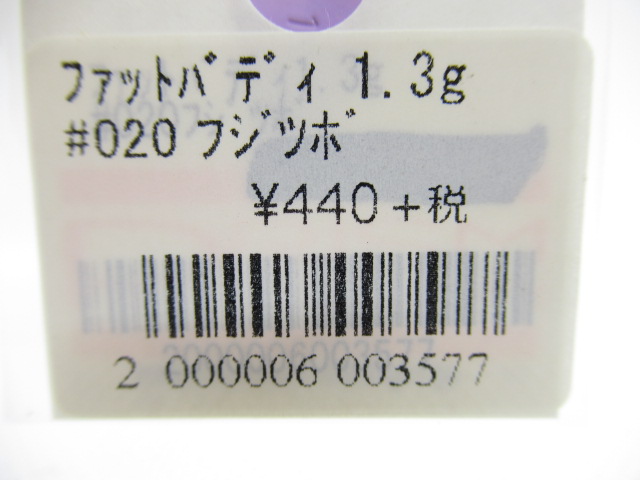 ﾌｧｯﾄﾊﾞﾃﾞｨ 1.3g
#020 ﾌｼﾞﾂﾎﾞ
¥440+税
2 000006 003577